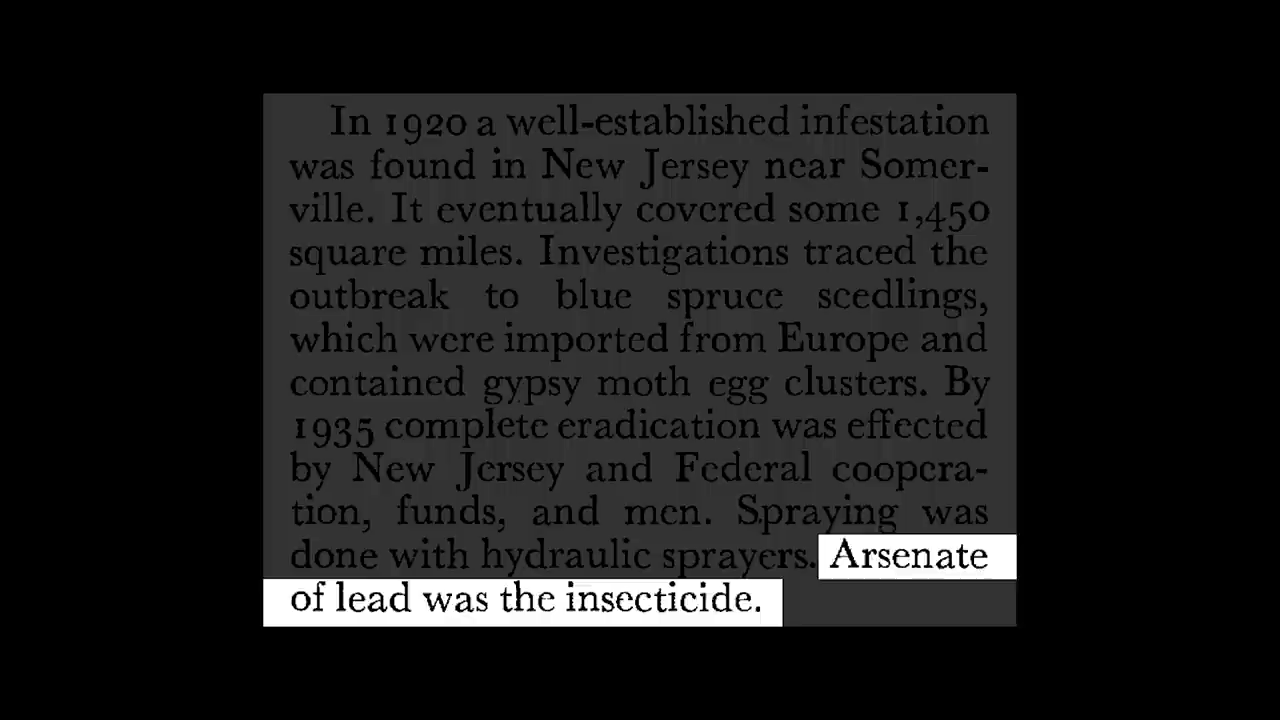 In 1920 a well-established infestation
was found in New Jersey near Somer-
ville. It eventually covered some 1,450
square miles. Investigations traced the
outbreak to blue spruce seedlings,
which were imported from Europe and
contained gypsy moth egg clusters. By
1935 complete eradication was effected
by New Jersey and Federal coopera-
tion, funds, and men. Spraying was
done with hydraulic sprayers. Arsenate
of lead was the insecticide.